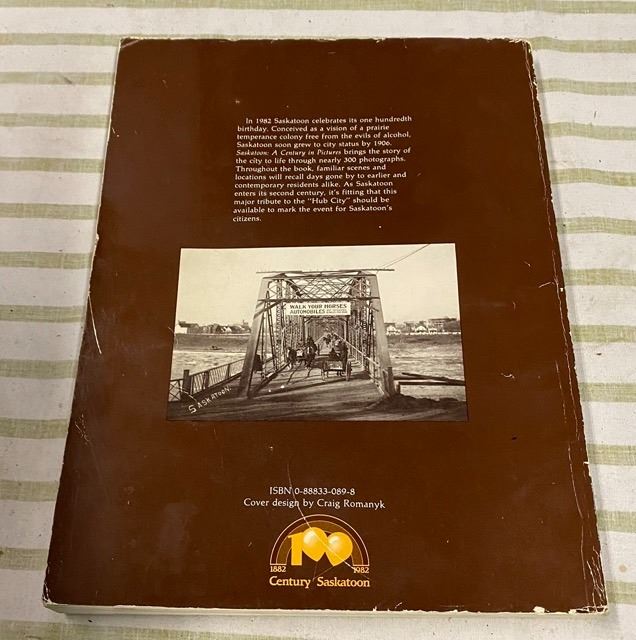 In 1982 Saskatoon celebrates its one hundredth
birthday. Conceived as a vision of a prairie
temperance colony free from the evils of alcohol,
Saskatoon soon grew to city status by 1906.
Saskatoon: A Century in Pictures brings the story of
the city to life through nearly 300 photographs.
Throughout the book, familiar scenes and
locations will recall days gone by to earlier and
contemporary residents alike. As Saskatoon
enters its second century, it's fitting that this
major tribute to the "Hub City" should be
available to mark the event for Saskatoon's
citizens.
WALK YOUR HORSES
AUTOMOBILES
SASKATOON.
ISBN 0-88833-089-8
Cover design by Craig Romanyk
100
1882 1982
Century Saskatoon